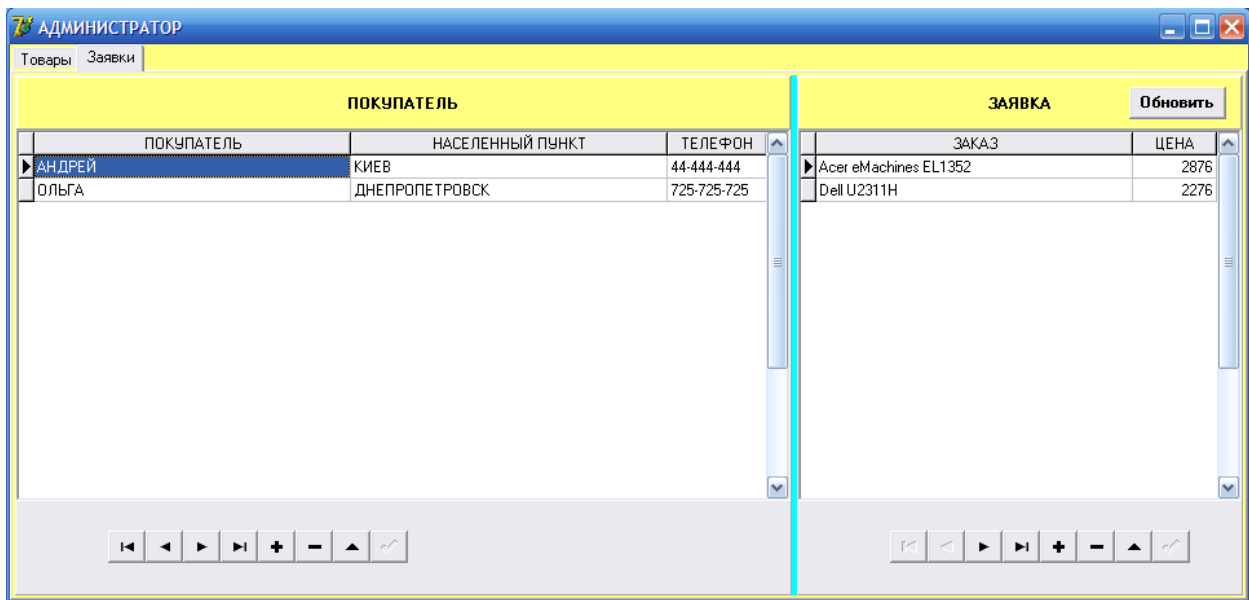 АДМИНИСТРАТОР
Товары Заявки
ПОКУПАТЕЛЬ
ЗАЯВКА Обновить
ПОКУПАТЕЛЬ НАСЕЛЕННЫЙ ПУНКТ ТЕЛЕФОН
АНДРЕЙ КИЕВ 44-444-444
ОЛЬГА ДНЕПРОПЕТРОВСК 725-725-725
ЗАКАЗ ЦЕНА
Acer eMachines EL1352 2876
Dell U2311H 2276